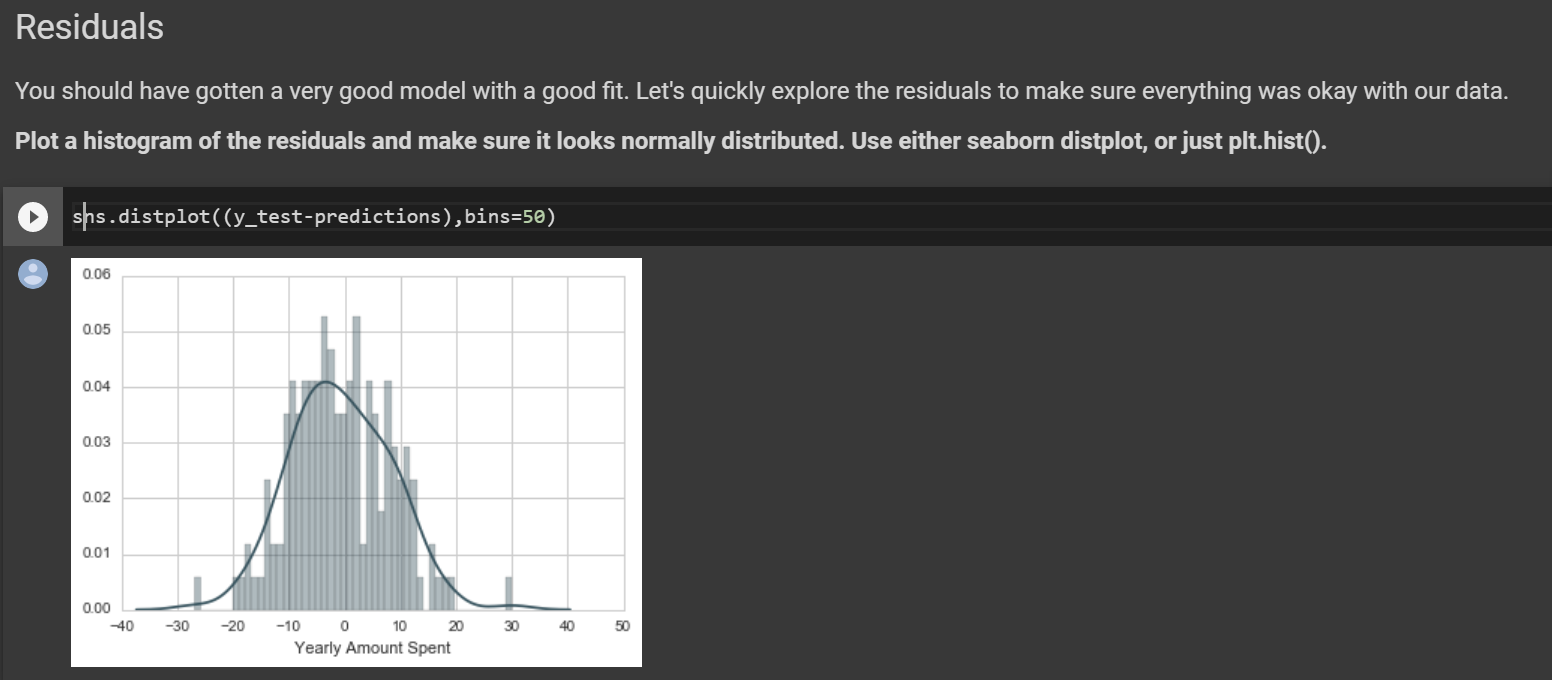 Residuals
You should have gotten a very good model with a good fit. Let's quickly explore the residuals to make sure everything was okay with our data.
Plot a histogram of the residuals and make sure it looks normally distributed. Use either seaborn distplot, or just plt.hist().
sns.distplot((y_test-predictions),bins=50)
0.06
0.05
0.04
0.03
0.02
0.01
0.00
−40 −30 −20 −10 0 10 20 30 40 50
Yearly Amount Spent